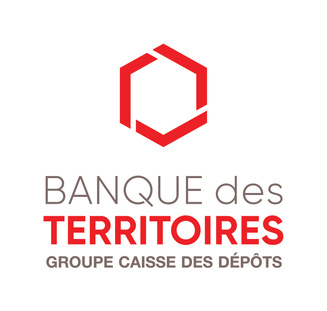 BANQUE des
TERRITOIRES
GROUPE CAISSE DES DÉPÔTS